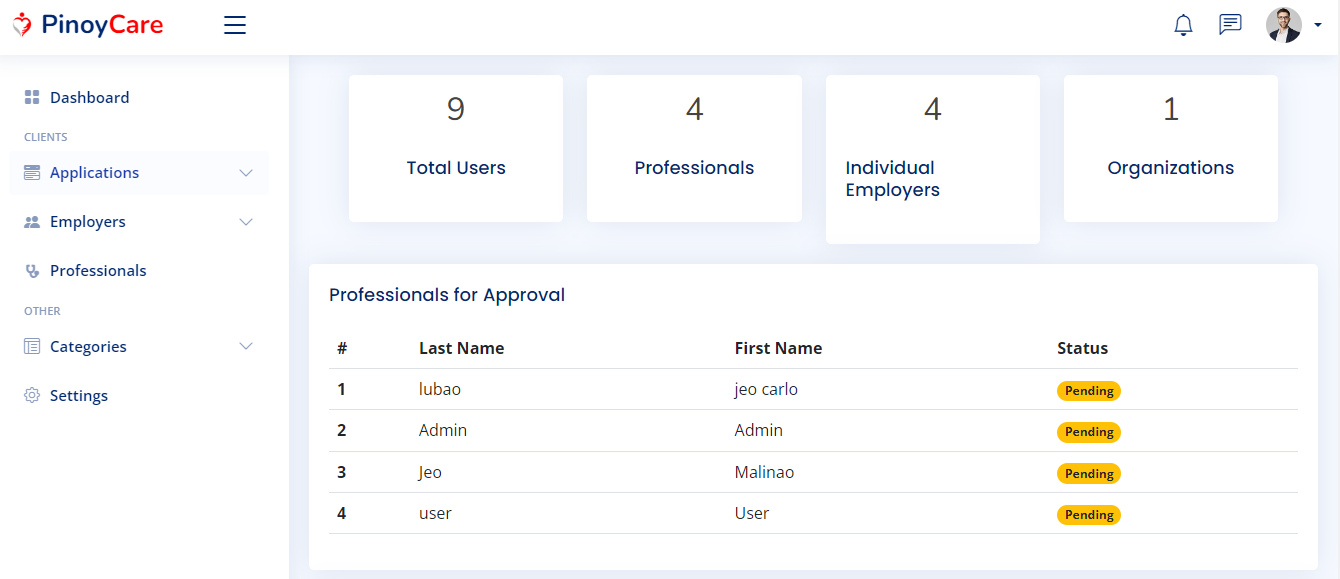 PinoyCare
Dashboard
CLIENTS
Applications
Employers
Professionals
OTHER
Categories
Settings
9
Total Users
4
Professionals
4
Individual
Employers
1
Organizations
Professionals for Approval
# Last Name First Name Status
1 lubao jeo carlo Pending
2 Admin Admin Pending
3 Jeo Malinao Pending
4 user User Pending